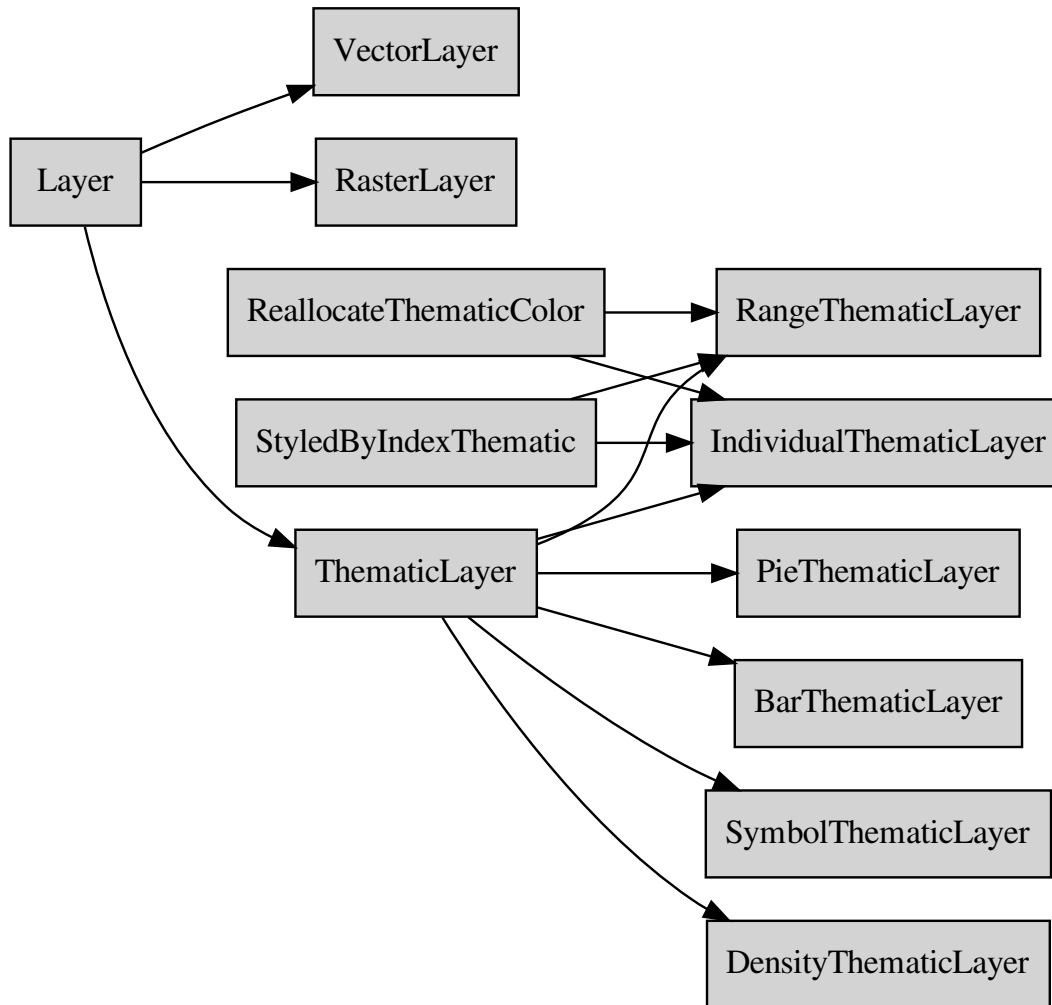 VectorLayer
Layer
RasterLayer
ReallocateThematicColor
RangeThematicLayer
StyledByIndexThematic
IndividualThematicLayer
ThematicLayer
PieThematicLayer
BarThematicLayer
SymbolThematicLayer
DensityThematicLayer